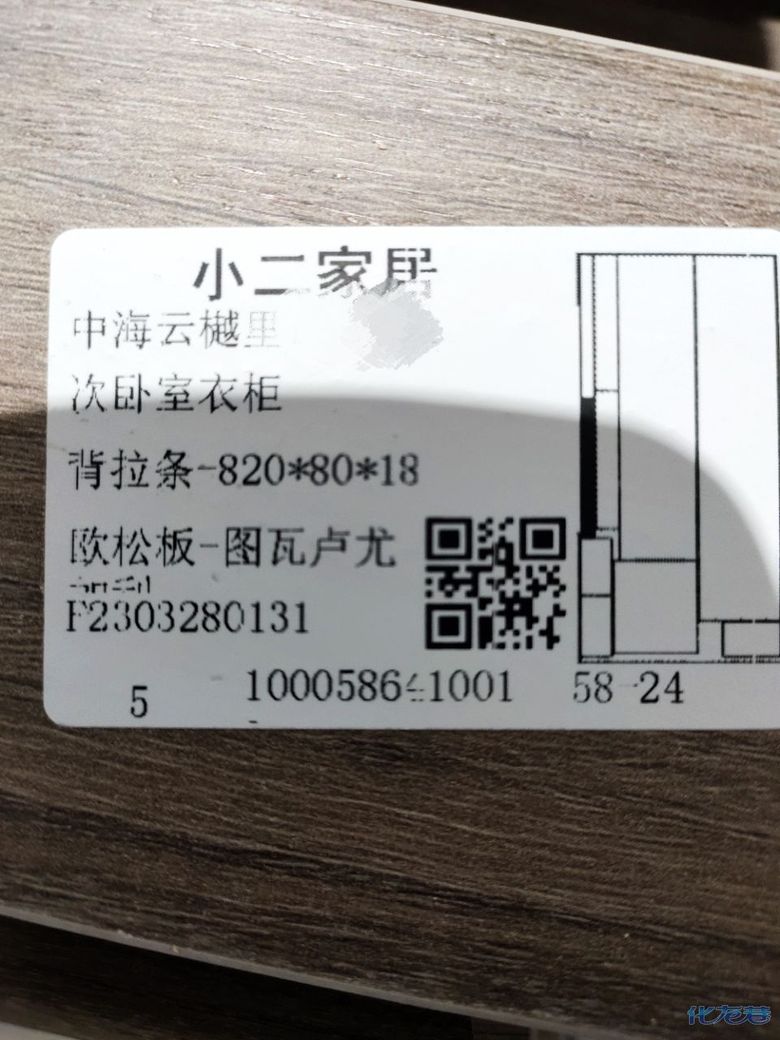 小二家居
中海云樾里
次卧室衣柜
背拉条-820*80*18
欧松板-图瓦卢尤
F2303280131
5
100058641001
58-24
化龙巷